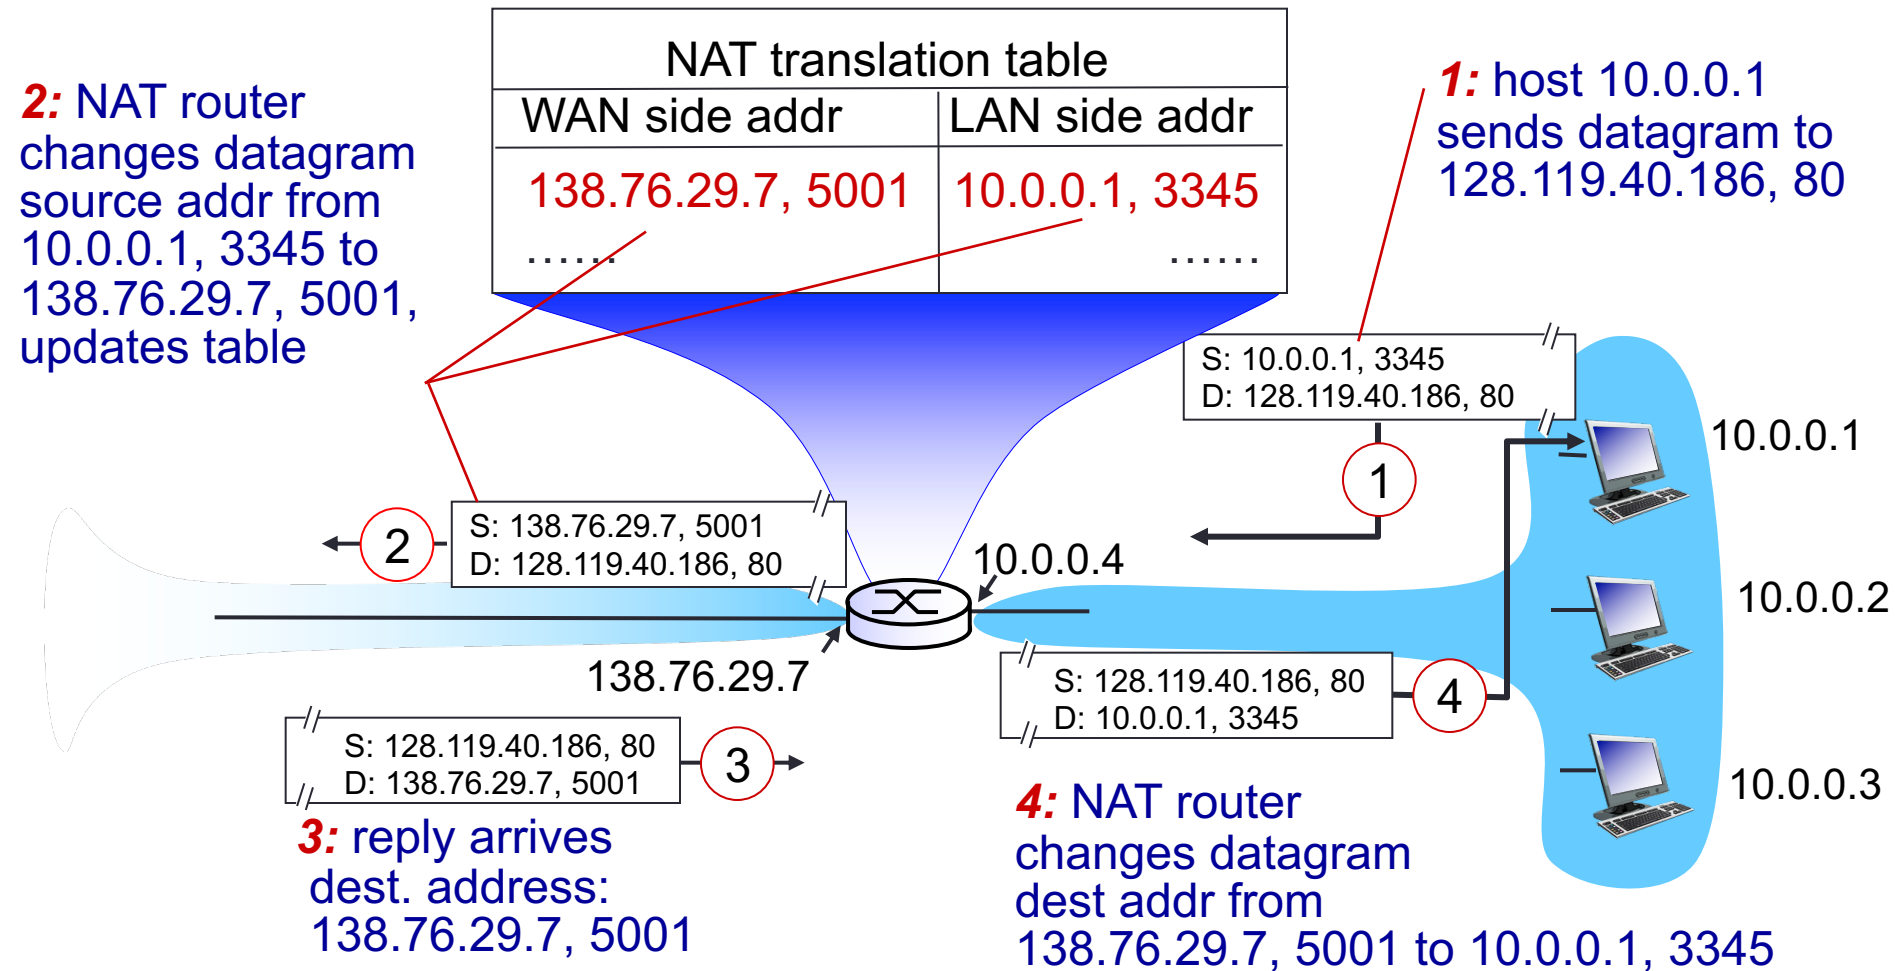 NAT translation table
WAN side addr
LAN side addr
138.76.29.7, 5001
10.0.0.1, 3345
......
......
1: host 10.0.0.1
sends datagram to
128.119.40.186, 80
2: NAT router
changes datagram
source addr from
10.0.0.1, 3345 to
138.76.29.7, 5001,
updates table
S: 10.0.0.1, 3345
D: 128.119.40.186, 80
1
10.0.0.1
S: 138.76.29.7, 5001
D: 128.119.40.186, 80
2
10.0.0.4
10.0.0.2
138.76.29.7
S: 128.119.40.186, 80
D: 10.0.0.1, 3345
4
S: 128.119.40.186, 80
D: 138.76.29.7, 5001
3
10.0.0.3
3: reply arrives
dest. address:
138.76.29.7, 5001
4: NAT router
changes datagram
dest addr from
138.76.29.7, 5001 to 10.0.0.1, 3345